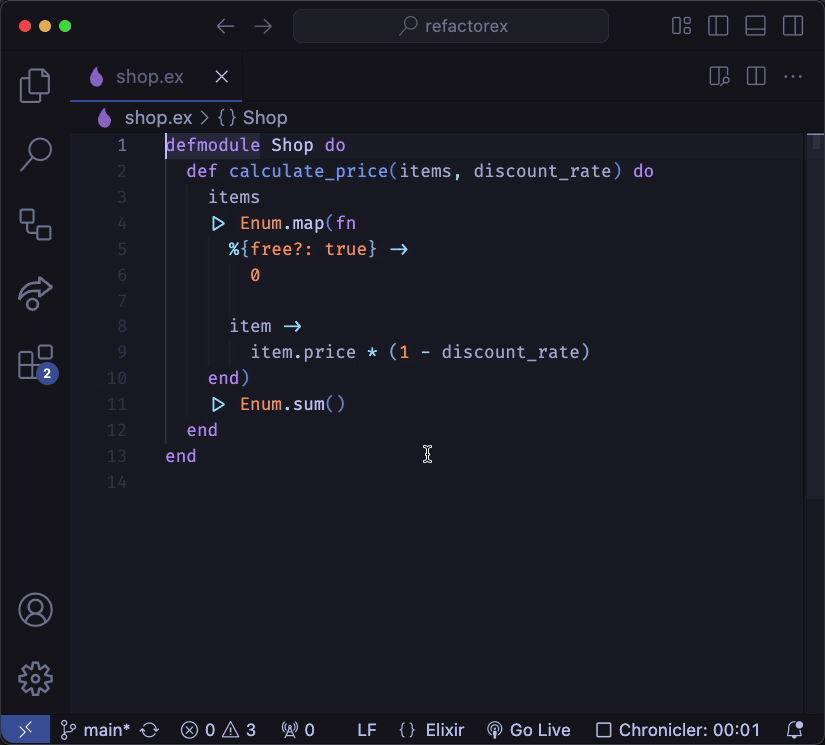 refactorex
shop.ex
shop.ex > {} Shop
1 defmodule Shop do
2 def calculate_price(items, discount_rate) do
3 items
4 |> Enum.map(fn
5 %{free?: true} ->
6 0
7
8 item ->
9 item.price * (1 - discount_rate)
10 end)
11 |> Enum.sum()
12 end
13 end
14
2
main* 0 3 0 LF {} Elixir Go Live Chronicler: 00:01